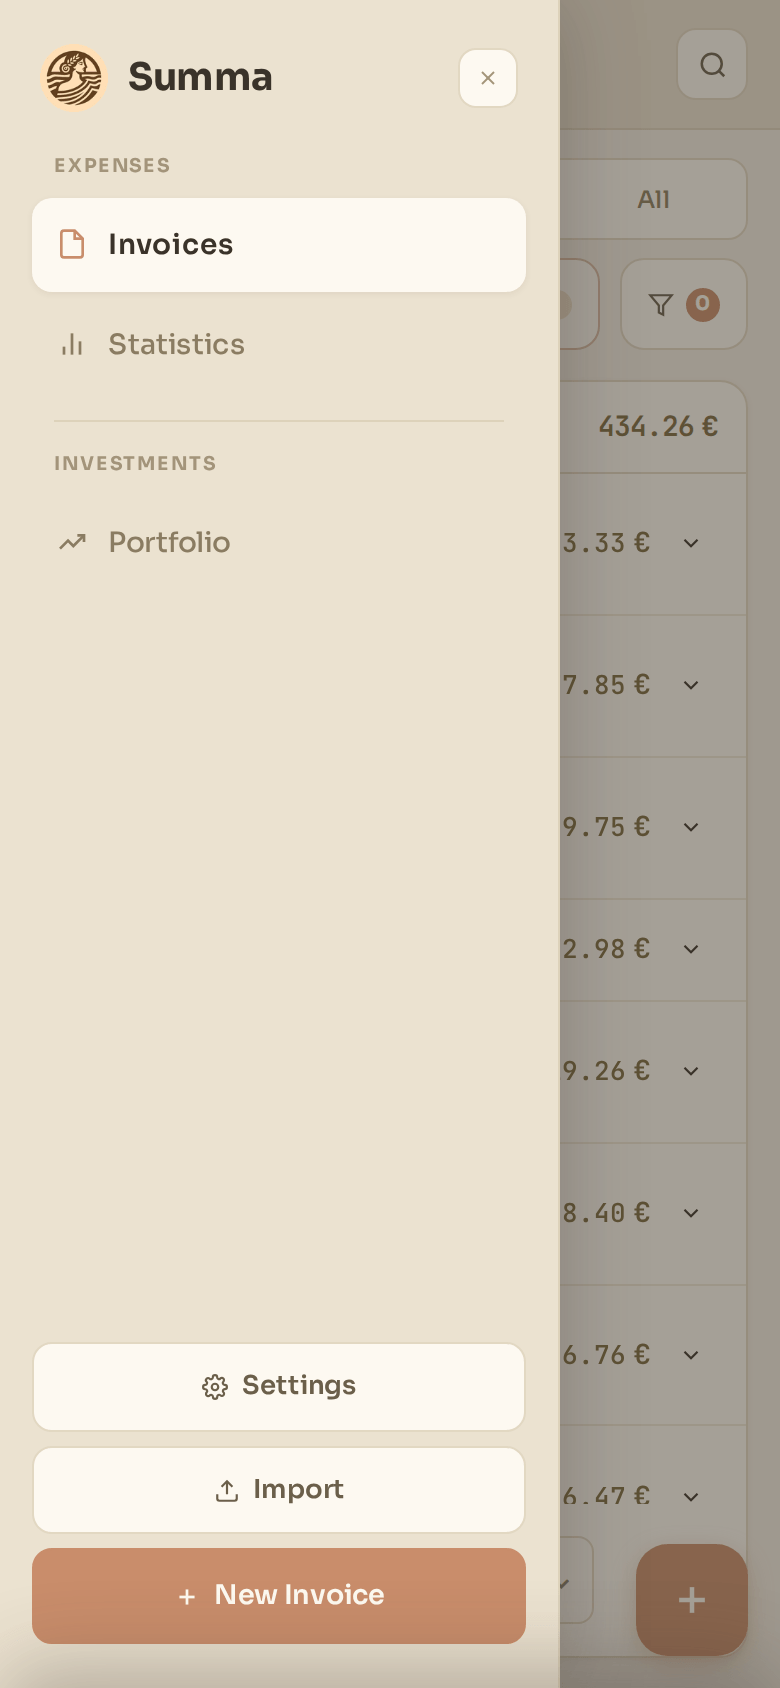 Summa
EXPENSES
Invoices
Statistics
INVESTMENTS
Portfolio
Settings
Import
+ New Invoice
All
0
434.26 €
3.33 €
7.85 €
9.75 €
2.98 €
9.26 €
8.40 €
6.76 €
6.47 €
+